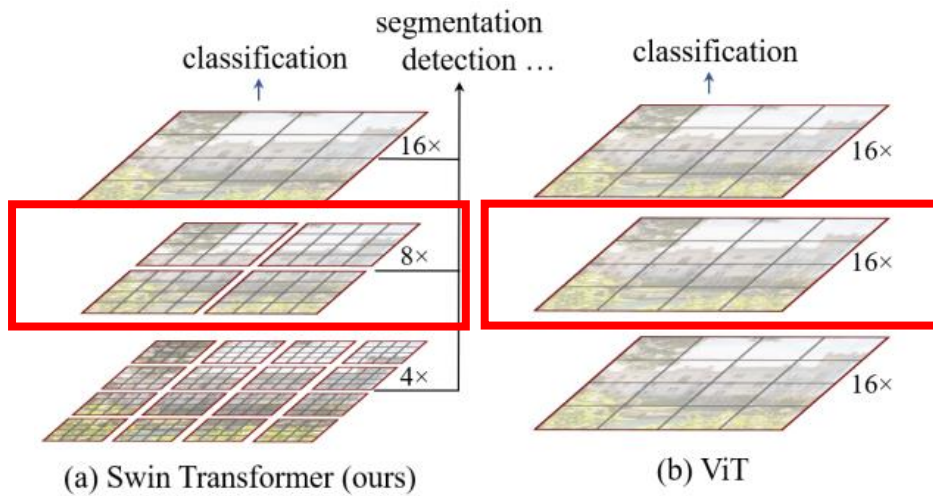 segmentation
classification
detection ...
classification
16×
16×
8×
16×
4×
16×
(a) Swin Transformer (ours)
(b) ViT